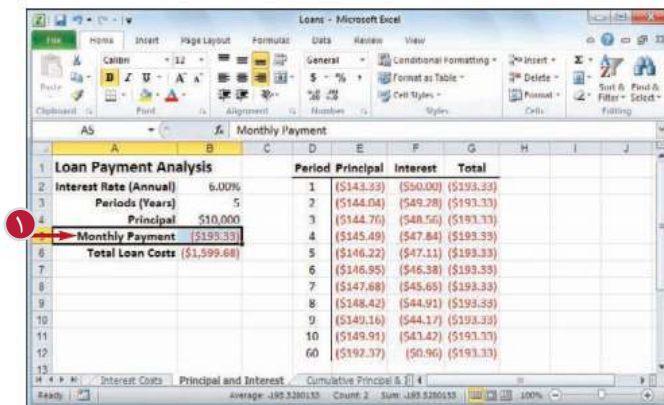 Loans - Microsoft Excel
File Home Insert Page Layout Formulas Data Review View
Calibri 12 General Conditional Formatting Insert
Paste B I U A A $ - % , Format as Table Delete Sort & Find &
Cell Styles Format Filter Select
Clipboard Font Alignment Number Styles Cells Editing
A5 fx Monthly Payment
A B C D E F G H I J
1 Loan Payment Analysis Period Principal Interest Total
2 Interest Rate (Annual) 6.00% 1 ($143.33) ($50.00) ($193.33)
3 Periods (Years) 5 2 ($144.04) ($49.28) ($193.33)
4 Principal $10,000 3 ($144.76) ($48.56) ($193.33)
١
5 Monthly Payment ($193.33) 4 ($145.49) ($47.84) ($193.33)
6 Total Loan Costs ($1,599.68) 5 ($146.22) ($47.11) ($193.33)
7 6 ($146.95) ($46.38) ($193.33)
8 7 ($147.68) ($45.65) ($193.33)
9 8 ($148.42) ($44.91) ($193.33)
10 9 ($149.16) ($44.17) ($193.33)
11 10 ($149.91) ($43.42) ($193.33)
12 60 ($192.37) ($0.96) ($193.33)
13
Interest Costs Principal and Interest Cumulative Principal &
Ready Average: -193.3280153 Count: 2 Sum: -193.3280153 100%